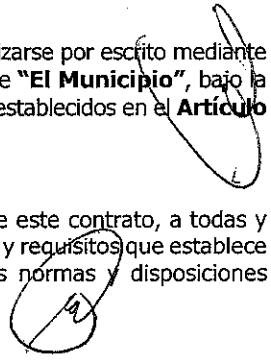 izarse por escrito mediante
e "El Municipio", bajo la
establecidos en el Artículo
e este contrato, a todas y
y requisitos que establece
s normas y disposiciones